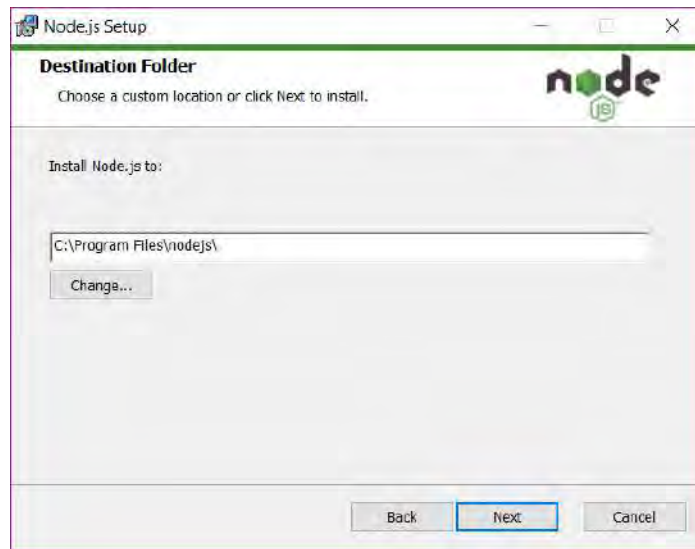 Node.js Setup
Destination Folder
Choose a custom location or click Next to install.
node
JS
Install Node.js to:
C:\Program Files\nodejs\
Change...
Back Next Cancel